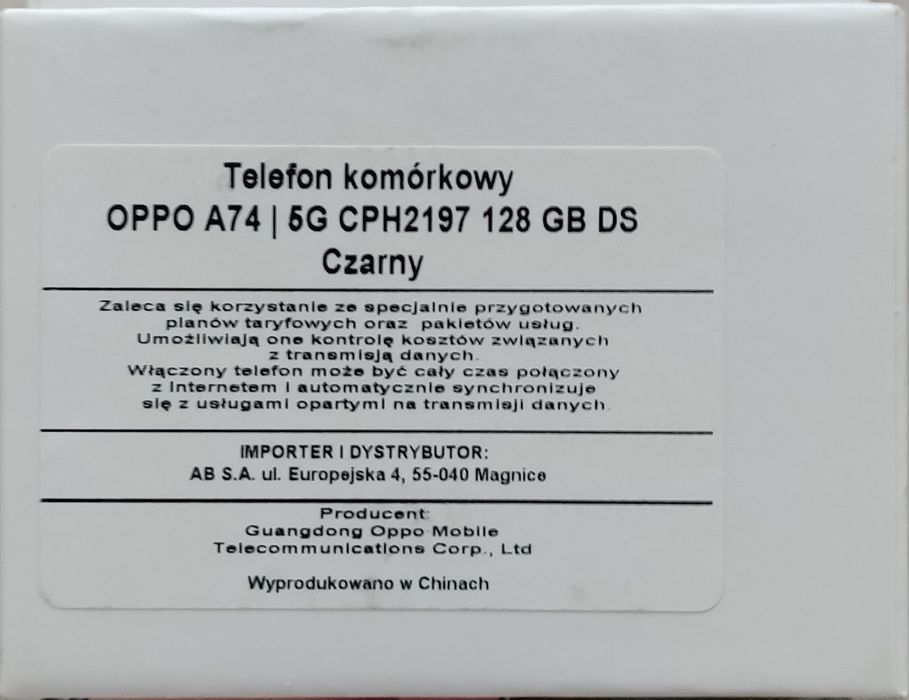 Telefon komórkowy
OPPO A74 | 5G CPH2197 128 GB DS
Czarny
Zaleca się korzystanie ze specjalnie przygotowanych
planów taryfowych oraz pakietów usług.
Umożliwiają one kontrolę kosztów związanych
z transmisją danych.
Włączony telefon może być cały czas połączony
z Internetem i automatycznie synchronizuje
się z usługami opartymi na transmisji danych.
IMPORTER I DYSTRYBUTOR:
AB S.A. ul. Europejska 4, 55-040 Magnice
Producent:
Guangdong Oppo Mobile
Telecommunications Corp., Ltd
Wyprodukowano w Chinach